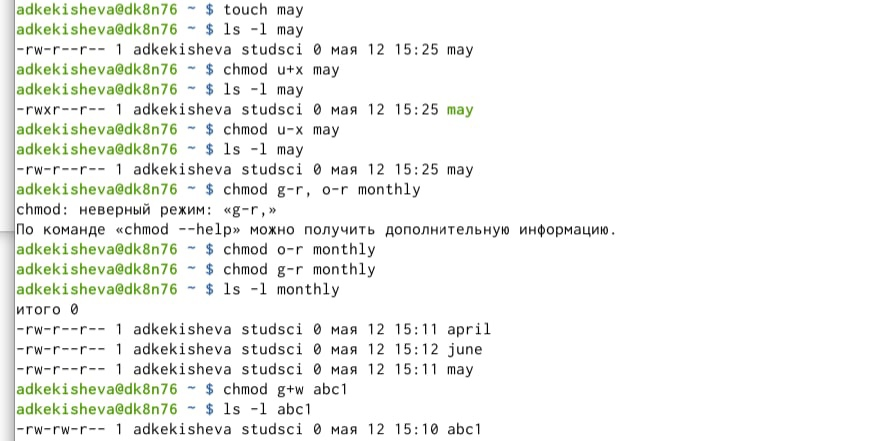 adkekisheva@dk8n76 ~ $ touch may
adkekisheva@dk8n76 ~ $ ls -l may
-rw-r--r-- 1 adkekisheva studsci 0 мая 12 15:25 may
adkekisheva@dk8n76 ~ $ chmod u+x may
adkekisheva@dk8n76 ~ $ ls -l may
-rwxr--r-- 1 adkekisheva studsci 0 мая 12 15:25 may
adkekisheva@dk8n76 ~ $ chmod u-x may
adkekisheva@dk8n76 ~ $ ls -l may
-rw-r--r-- 1 adkekisheva studsci 0 мая 12 15:25 may
adkekisheva@dk8n76 ~ $ chmod g-r, o-r monthly
chmod: неверный режим: «g-r,»
По команде «chmod --help» можно получить дополнительную информацию.
adkekisheva@dk8n76 ~ $ chmod o-r monthly
adkekisheva@dk8n76 ~ $ chmod g-r monthly
adkekisheva@dk8n76 ~ $ ls -l monthly
итого 0
-rw-r--r-- 1 adkekisheva studsci 0 мая 12 15:11 april
-rw-r--r-- 1 adkekisheva studsci 0 мая 12 15:12 june
-rw-r--r-- 1 adkekisheva studsci 0 мая 12 15:11 may
adkekisheva@dk8n76 ~ $ chmod g+w abc1
adkekisheva@dk8n76 ~ $ ls -l abc1
-rw-rw-r-- 1 adkekisheva studsci 0 мая 12 15:10 abc1